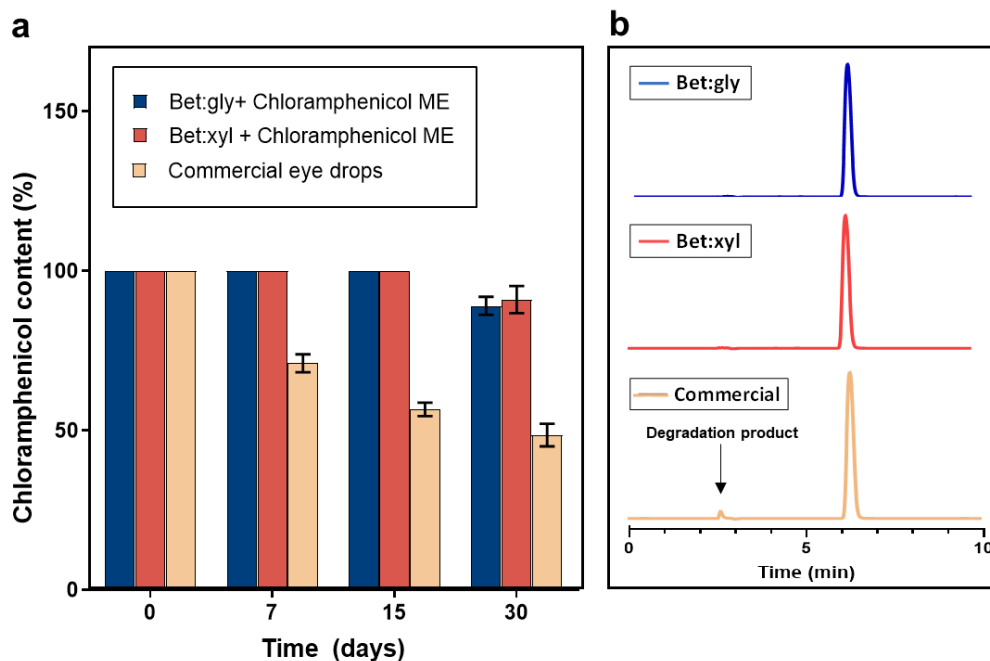 a
Chloramphenicol content (%)
150
100
50
0
Bet:gly+ Chloramphenicol ME
Bet:xyl + Chloramphenicol ME
Commercial eye drops
0 7 15 30
Time (days)
b
Bet:gly
Bet:xyl
Commercial
Degradation product
0 5 10
Time (min)